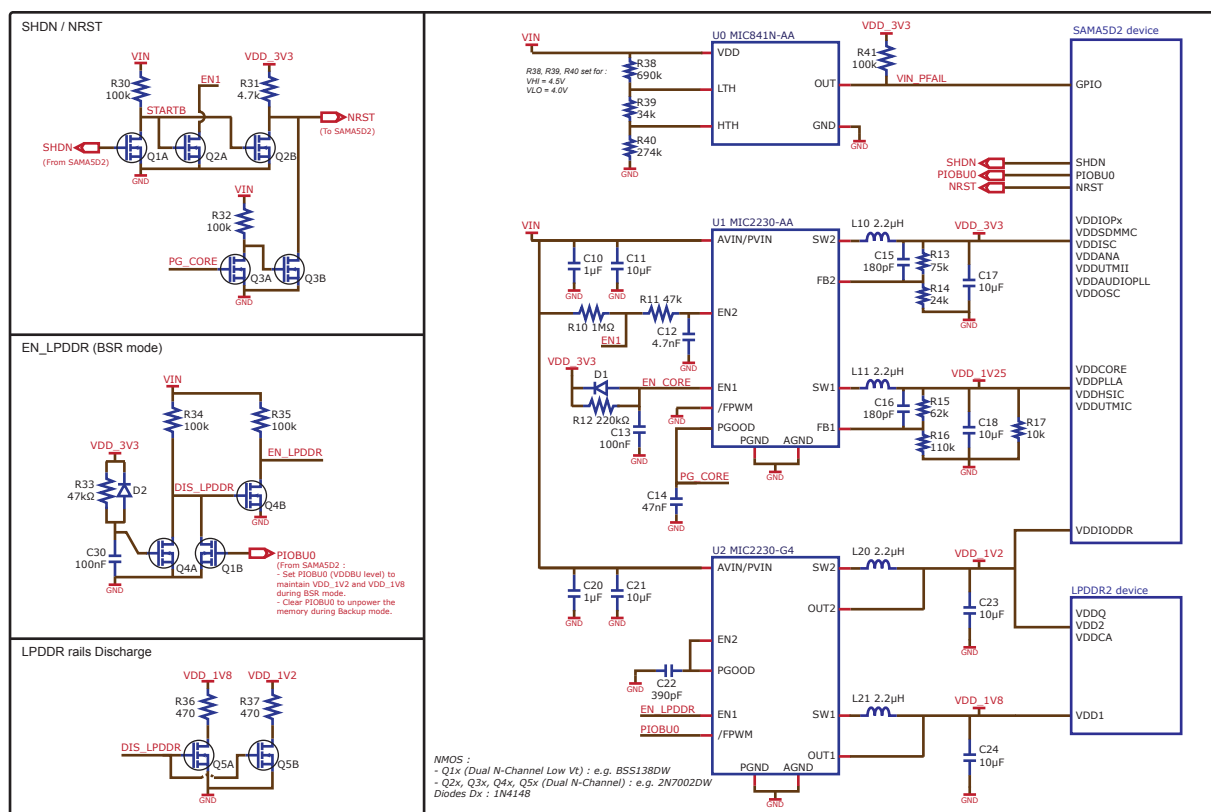 SHDN / NRST
VIN
VDD_3V3
R30
100k
EN1
R31
4.7k
STARTB
NRST
(To SAMA5D2)
SHDN
(From SAMA5D2)
Q1A
Q2A
Q2B
GND
VIN
R32
100k
PG_CORE
Q3A
Q3B
GND
EN_LPDDR (BSR mode)
VIN
R34
100k
R35
100k
VDD_3V3
EN_LPDDR
R33
47kΩ
D2
DIS_LPDDR
Q4B
GND
C30
100nF
Q4A
Q1B
PIOBU0
(From SAMA5D2 :
- Set PIOBU0 (VDDBU level) to
maintain VDD_1V2 and VDD_1V8
during BSR mode.
- Clear PIOBU0 to unpower the
memory during Backup mode.
GND
LPDDR rails Discharge
VDD_1V8
VDD_1V2
R36
470
R37
470
DIS_LPDDR
Q5A
Q5B
GND
VIN
U0 MIC841N-AA
VDD_3V3
SAMA5D2 device
R38, R39, R40 set for :
VHI = 4.5V
VLO = 4.0V
R38
690k
R39
34k
R40
274k
GND
VDD
LTH
HTH
OUT
GND
R41
100k
VIN_PFAIL
GND
GPIO
SHDN
PIOBU0
NRST
SHDN
PIOBU0
NRST
VIN
U1 MIC2230-AA
AVIN/PVIN
SW2
L10 2.2µH
VDD_3V3
VDDIOPx
VDDSDMMC
VDDISC
VDDANA
VDDUTMII
VDDAUDIOPLL
VDDOSC
C10
1µF
C11
10µF
GND
GND
C15
180pF
R13
75k
R14
24k
C17
10µF
GND
FB2
R11 47k
EN2
R10 1MΩ
EN1
C12
4.7nF
GND
VDD_3V3
D1
EN_CORE
EN1
R12 220kΩ
C13
100nF
GND
/FPWM
GND
PGOOD
PG_CORE
C14
47nF
GND
PGND
AGND
GND
SW1
FB1
L11 2.2µH
VDD_1V25
C16
180pF
R15
62k
R16
110k
C18
10µF
R17
10k
GND
VDDCORE
VDDPLLA
VDDHSIC
VDDUTMIC
VDDIODDR
U2 MIC2230-G4
AVIN/PVIN
SW2
L20 2.2µH
VDD_1V2
C20
1µF
C21
10µF
GND
GND
OUT2
C23
10µF
GND
LPDDR2 device
VDDQ
VDD2
VDDCA
EN2
PGOOD
C22
390pF
GND
EN_LPDDR
EN1
PIOBU0
/FPWM
SW1
L21 2.2µH
VDD_1V8
VDD1
OUT1
C24
10µF
GND
PGND
AGND
GND
NMOS :
- Q1x (Dual N-Channel Low Vt) : e.g. BSS138DW
- Q2x, Q3x, Q4x, Q5x (Dual N-Channel) : e.g. 2N7002DW
Diodes Dx : 1N4148